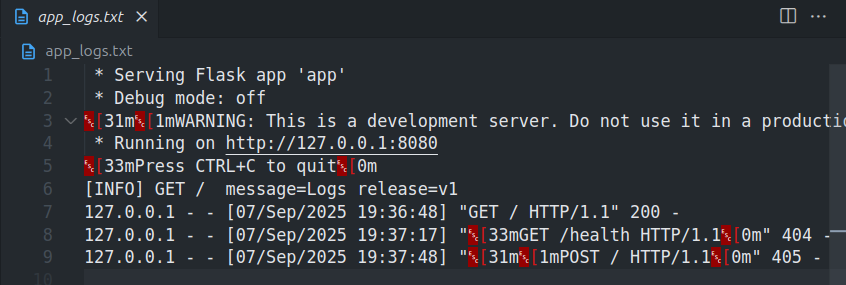 app_logs.txt
app_logs.txt
1 * Serving Flask app 'app'
2 * Debug mode: off
3 ␛[31m␛[1mWARNING: This is a development server. Do not use it in a
4 * Running on http://127.0.0.1:8080
5 ␛[33mPress CTRL+C to quit␛[0m
6 [INFO] GET /  message=Logs release=v1
7 127.0.0.1 - - [07/Sep/2025 19:36:48] "GET / HTTP/1.1" 200 -
8 127.0.0.1 - - [07/Sep/2025 19:37:17] "␛[33mGET /health HTTP/1.1␛[0m" 404 -
9 127.0.0.1 - - [07/Sep/2025 19:37:48] "␛[31m␛[1mPOST / HTTP/1.1␛[0m" 405 -
10